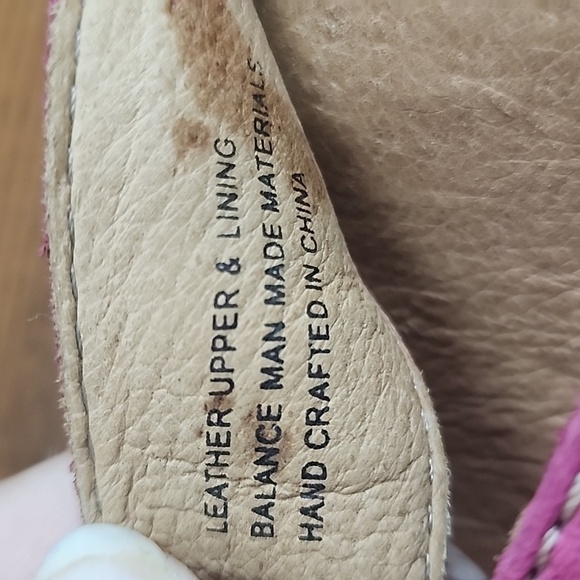 LEATHER UPPER & LINING
BALANCE MAN MADE MATERIALS
HAND CRAFTED IN CHINA